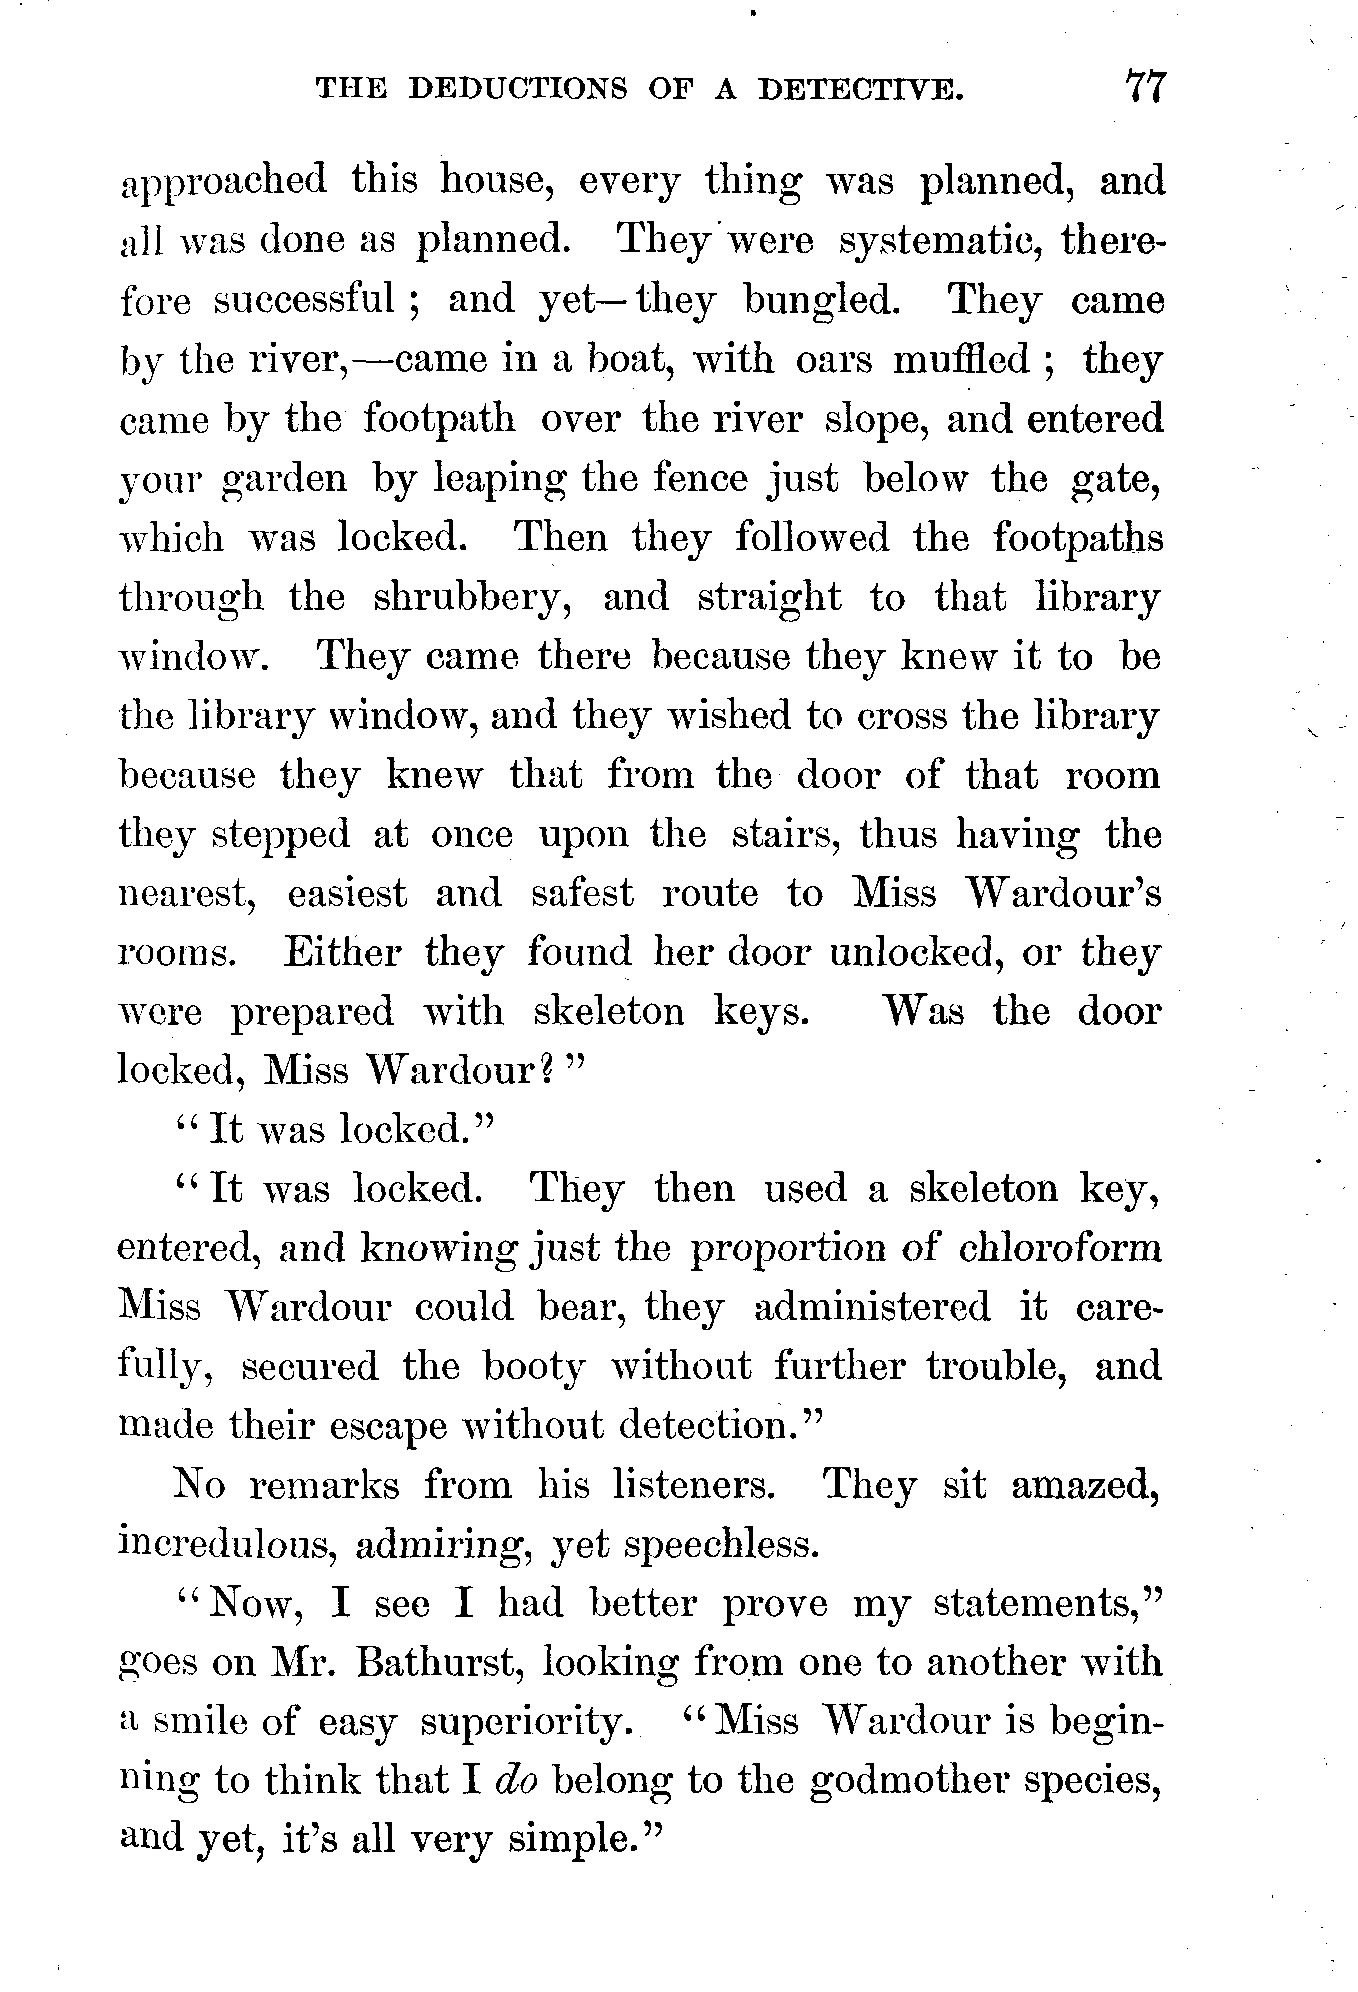 THE DEDUCTIONS OF A DETECTIVE. 77
approached this house, every thing was planned, and
all was done as planned. They were systematic, there-
fore successful ; and yet—they bungled. They came
by the river,—came in a boat, with oars muffled ; they
came by the footpath over the river slope, and entered
your garden by leaping the fence just below the gate,
which was locked. Then they followed the footpaths
through the shrubbery, and straight to that library
window. They came there because they knew it to be
the library window, and they wished to cross the library
because they knew that from the door of that room
they stepped at once upon the stairs, thus having the
nearest, easiest and safest route to Miss Wardour's
rooms. Either they found her door unlocked, or they
were prepared with skeleton keys. Was the door
locked, Miss Wardour? ”
“ It was locked.”
“ It was locked. They then used a skeleton key,
entered, and knowing just the proportion of chloroform
Miss Wardour could bear, they administered it care-
fully, secured the booty without further trouble, and
made their escape without detection.”
No remarks from his listeners. They sit amazed,
incredulous, admiring, yet speechless.
“ Now, I see I had better prove my statements,”
goes on Mr. Bathurst, looking from one to another with
a smile of easy superiority. “ Miss Wardour is begin-
ning to think that I do belong to the godmother species,
and yet, it's all very simple.”